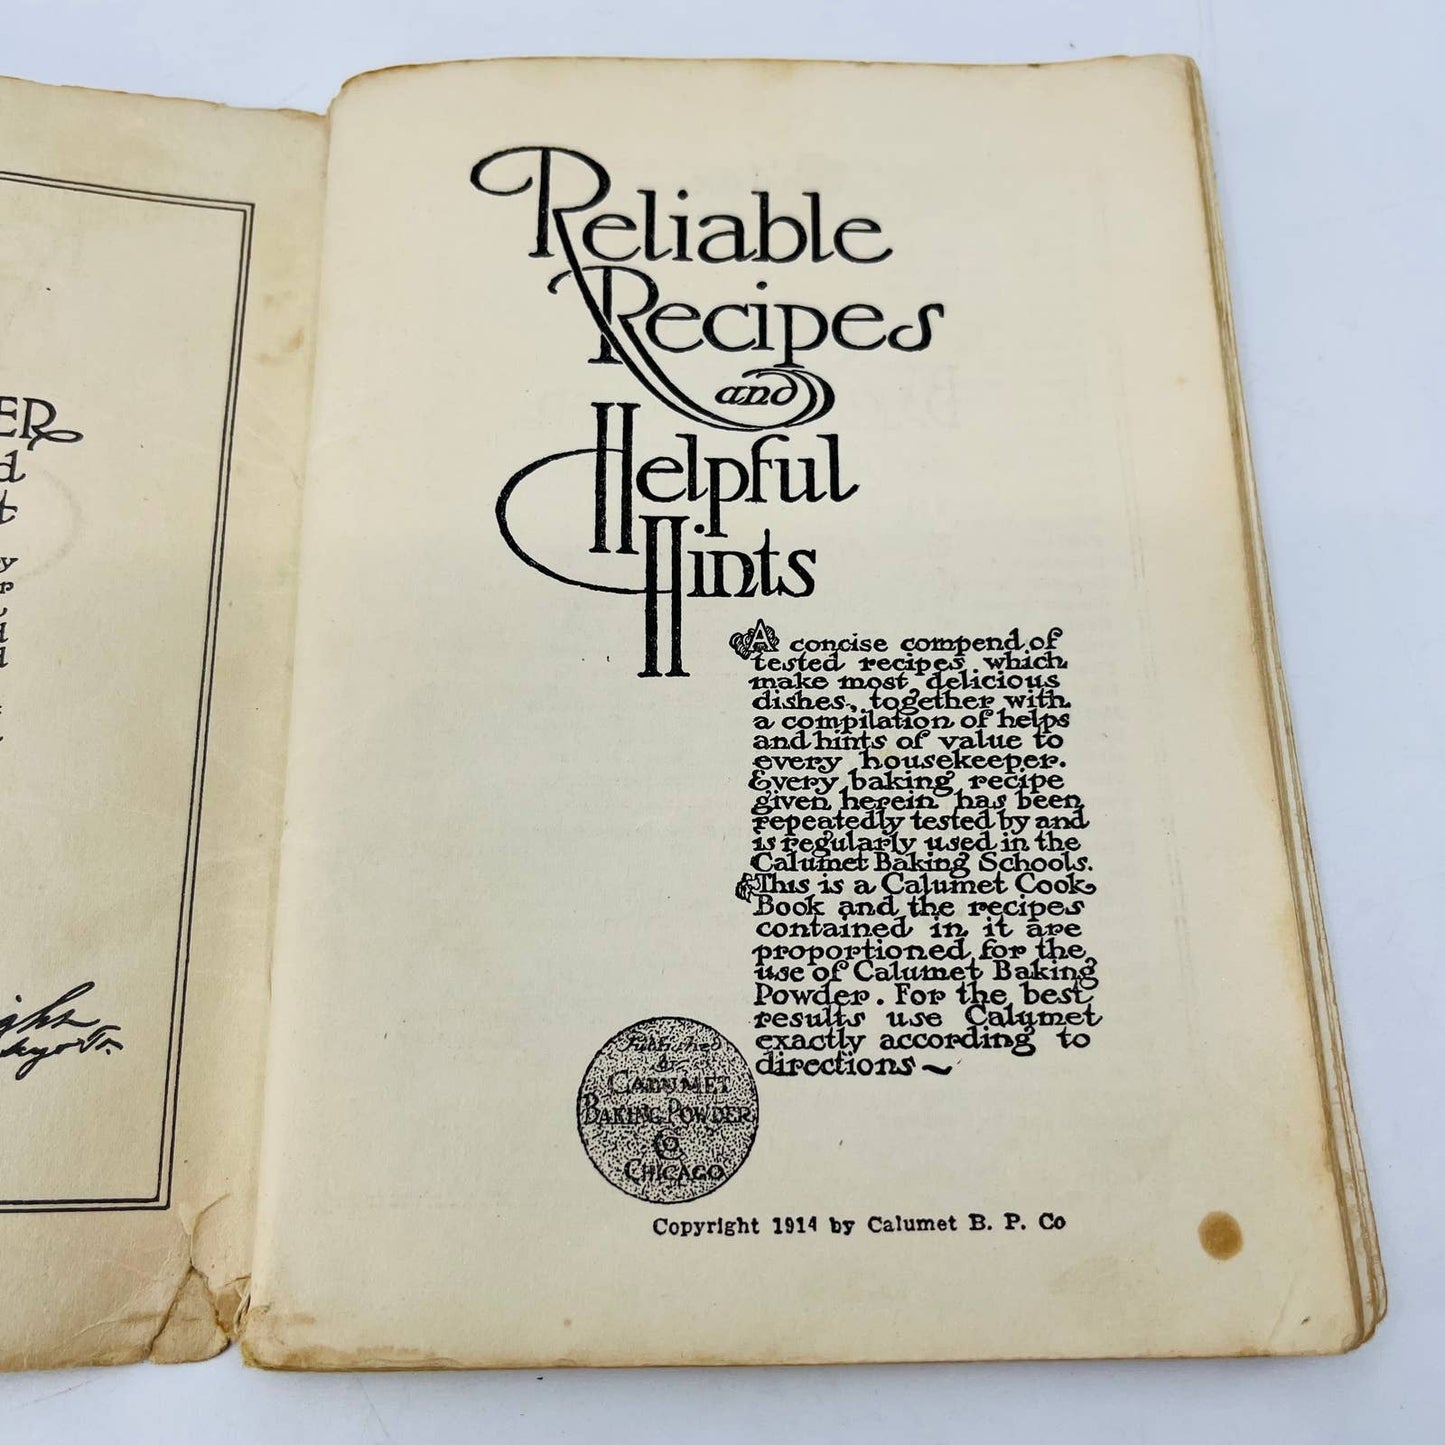 ER
d
t
y
r
d
d
Reliable
Recipes
and
Helpful
Hints
A concise compend of
tested recipes which
make most delicious
dishes, together with
a compilation of helps
and hints of value to
every housekeeper.
Every baking recipe
given herein has been
repeatedly tested by and
is regularly used in the
Calumet Baking Schools.
This is a Calumet Cook
Book and the recipes
contained in it are
proportioned for the
use of Calumet Baking
Powder. For the best
results use Calumet
exactly according to
directions ~
Published
by
CALUMET
BAKING POWDER
CO
CHICAGO
Copyright 1914 by Calumet B. P. Co